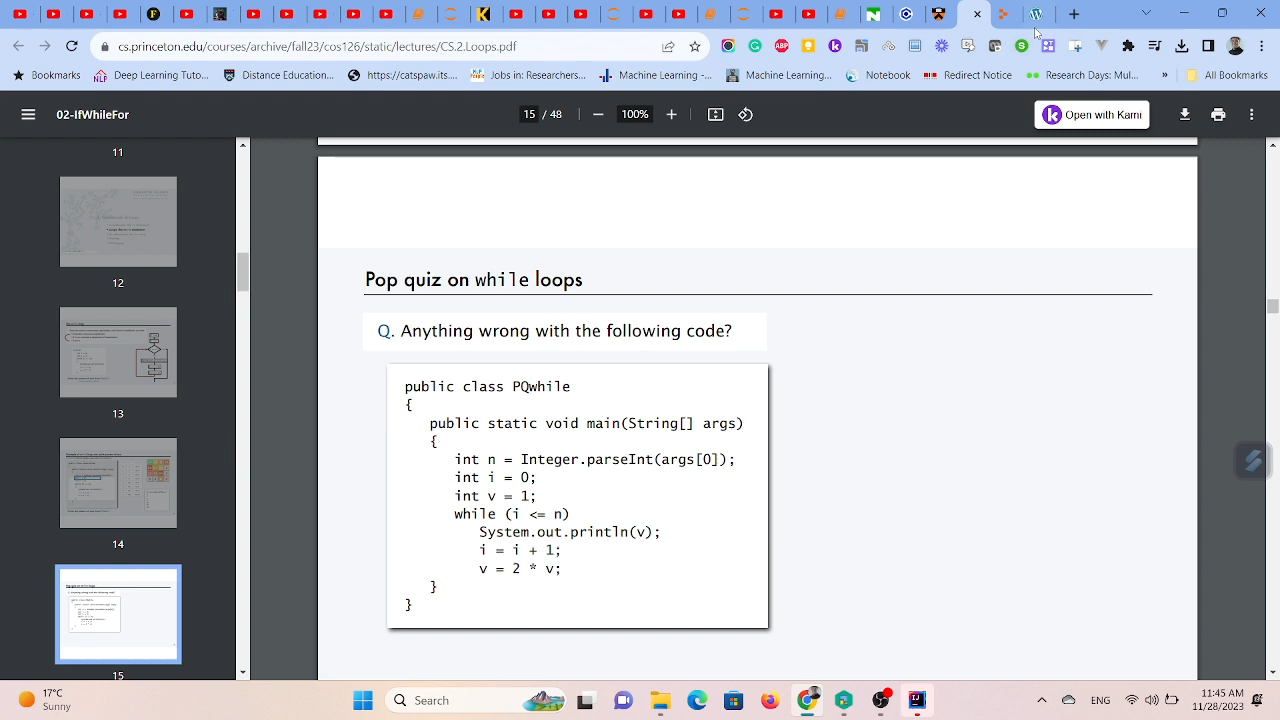 cs.princeton.edu/courses/archive/fall23/cos126/static/lectures/CS.2.Loops.pdf
Bookmarks
Deep Learning Tuto...
Distance Education...
https://catspaw.its....
Jobs in: Researchers...
Machine Learning -...
Machine Learning...
Notebook
Redirect Notice
Research Days: Mul...
»
All Bookmarks
02-IfWhileFor
15 / 48
100%
Open with Kami
11
12
13
14
15
Pop quiz on while loops
Q. Anything wrong with the following code?
public class PQwhile
{
public static void main(String[] args)
{
int n = Integer.parseInt(args[0]);
int i = 0;
int v = 1;
while (i <= n)
System.out.println(v);
i = i + 1;
v = 2 * v;
}
}
17°C
Sunny
Search
ENG
11:45 AM
11/28/2023